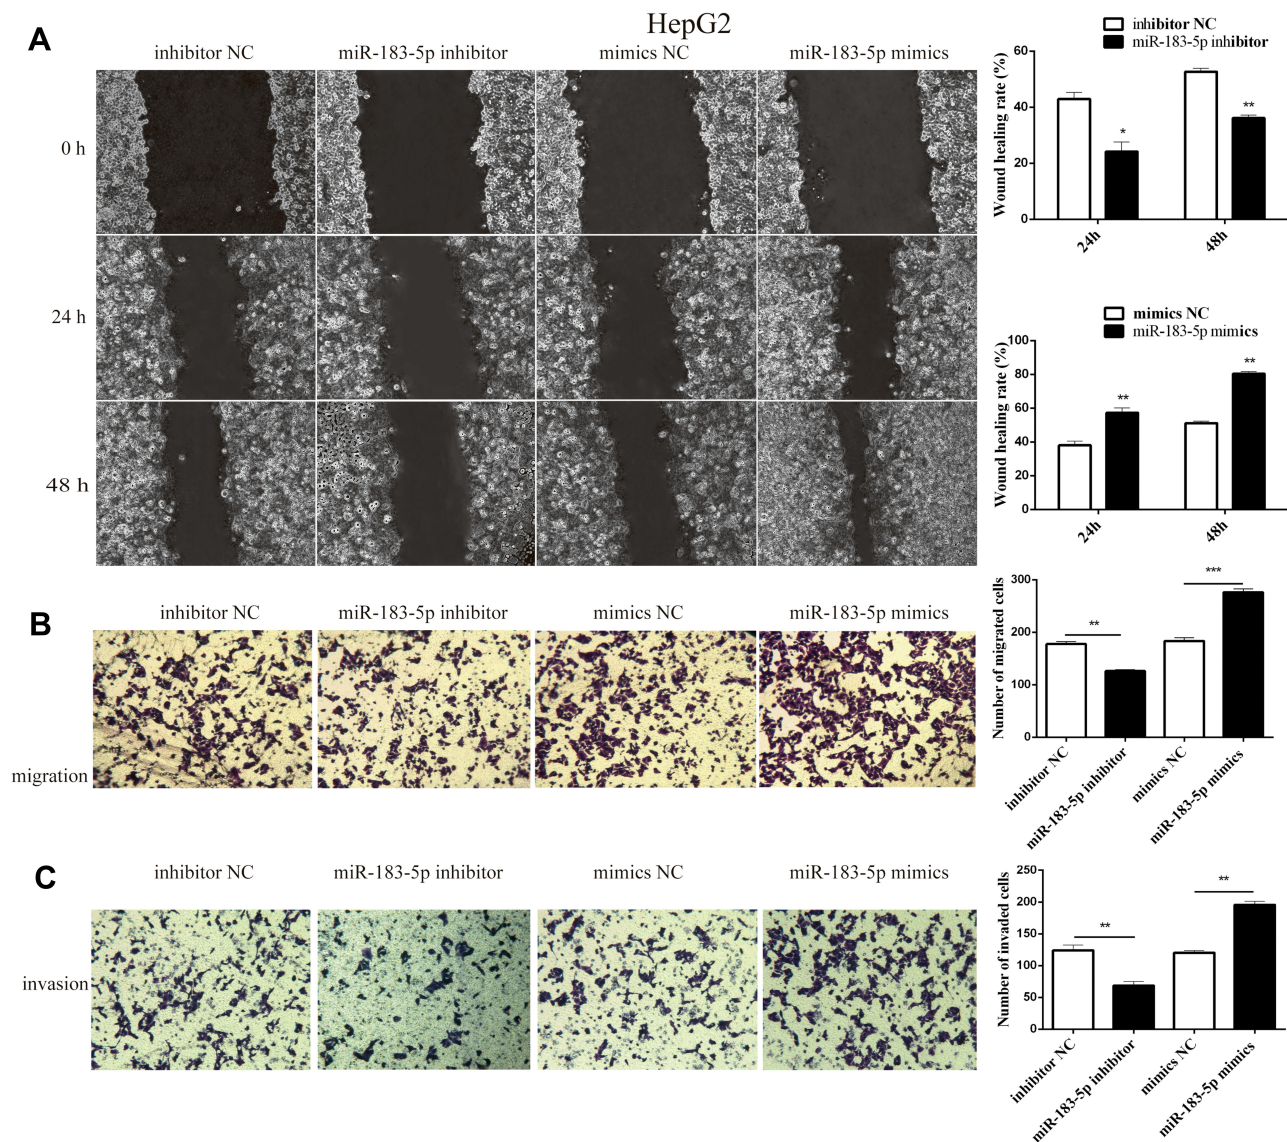 HepG2
A
inhibitor NC
miR-183-5p inhibitor
mimics NC
miR-183-5p mimics
0 h
24 h
48 h
inhibitor NC
miR-183-5p inhibitor
Wound healing rate (%)
60
40
20
0
*
**
24h
48h
mimics NC
miR-183-5p mimics
Wound healing rate (%)
100
80
60
40
20
0
**
**
24h
48h
B
inhibitor NC
miR-183-5p inhibitor
mimics NC
miR-183-5p mimics
migration
Number of migrated cells
300
200
100
0
**
***
inhibitor NC
miR-183-5p inhibitor
mimics NC
miR-183-5p mimics
C
inhibitor NC
miR-183-5p inhibitor
mimics NC
miR-183-5p mimics
invasion
Number of invaded cells
250
200
150
100
50
0
**
**
inhibitor NC
miR-183-5p inhibitor
mimics NC
miR-183-5p mimics